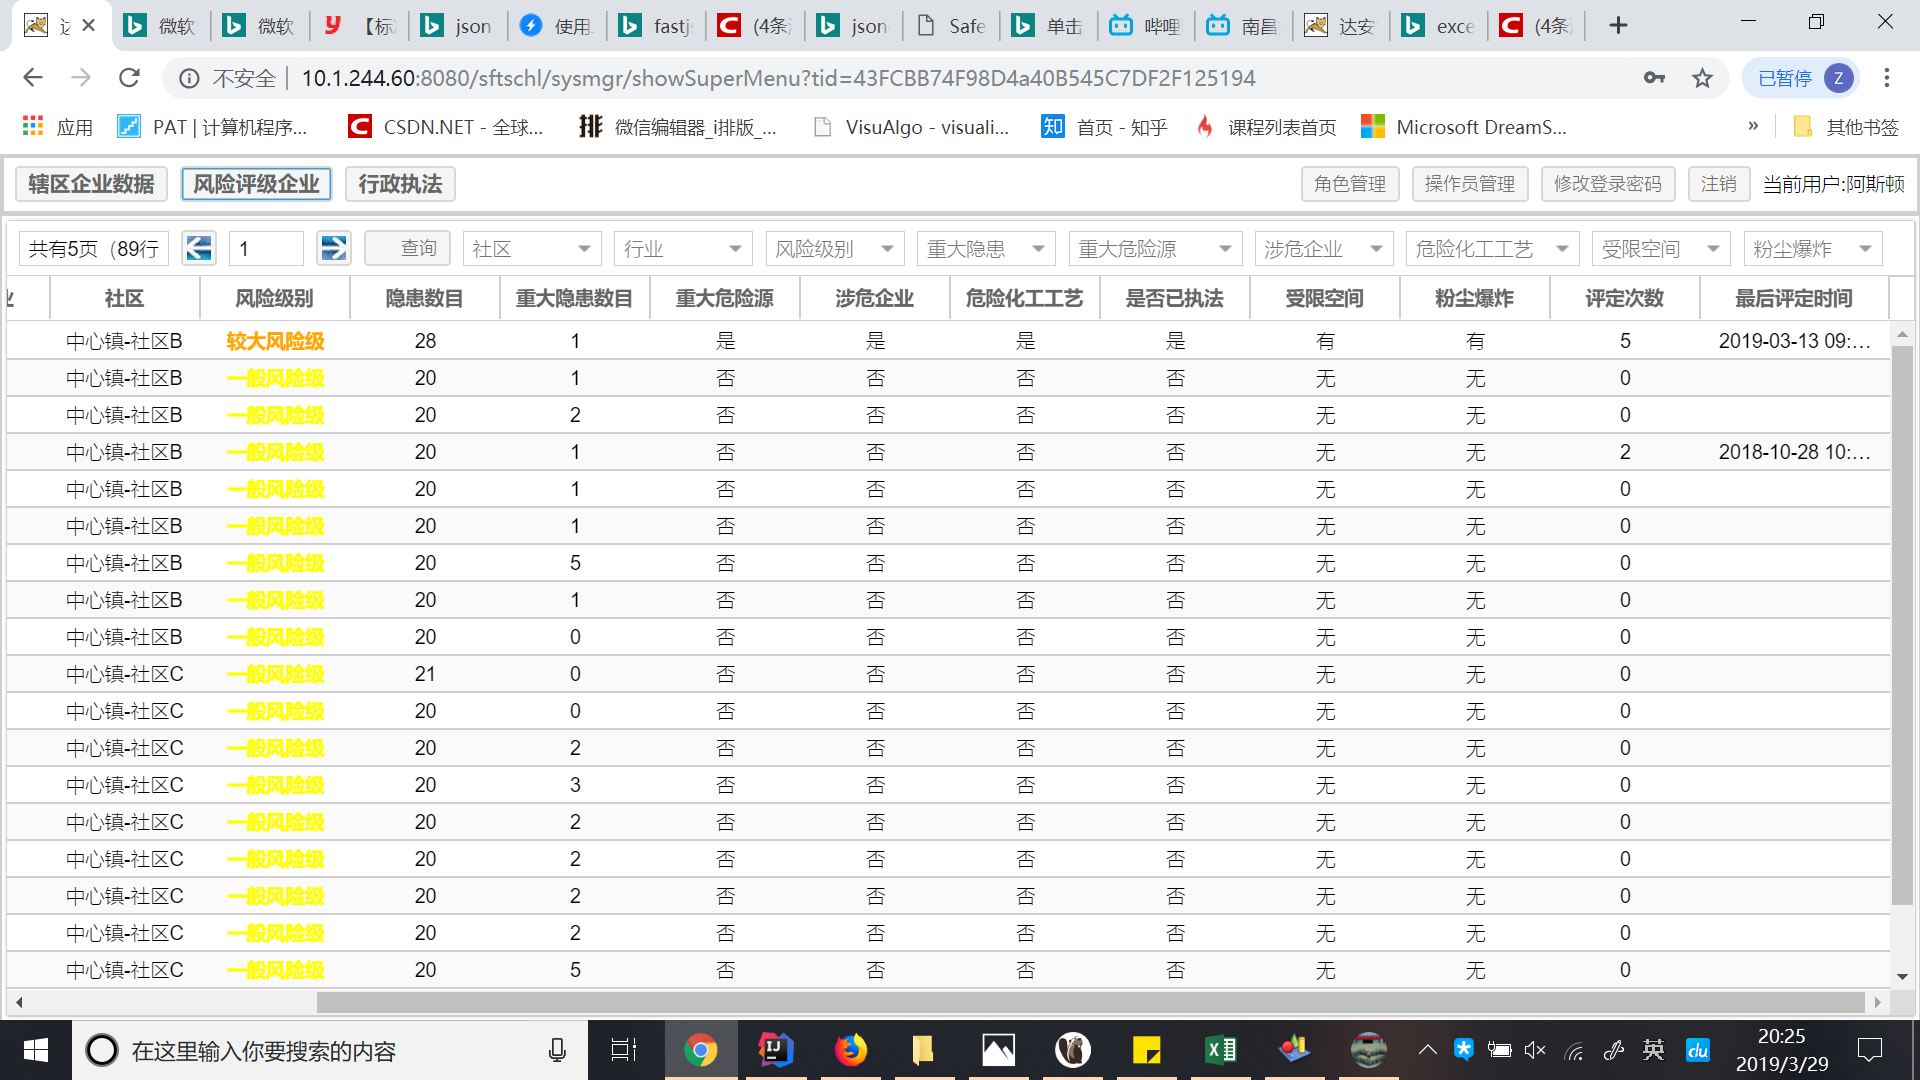 达 微软 微软 【标 json 使用. fastjs (4条 json Safe 单击 哔哩 南昌 达安 exce (4条
不安全 10.1.244.60:8080/sftschl/sysmgr/showSuperMenu?tid=43FCBB74F98D4a40B545C7DF2F125194 已暂停 Z
应用 PAT | 计算机程序... CSDN.NET - 全球... 微信编辑器_i排版_... VisuAlgo - visuali... 知 首页 - 知乎 课程列表首页 Microsoft DreamS... » 其他书签
辖区企业数据 风险评级企业 行政执法 角色管理 操作员管理 修改登录密码 注销 当前用户:阿斯顿
共有5页（89行 1 查询 社区 行业 风险级别 重大隐患 重大危险源 涉危企业 危险化工工艺 受限空间 粉尘爆炸
社区 风险级别 隐患数目 重大隐患数目 重大危险源 涉危企业 危险化工工艺 是否已执法 受限空间 粉尘爆炸 评定次数 最后评定时间
中心镇-社区B 较大风险级 28 1 是 是 是 是 有 有 5 2019-03-13 09:...
中心镇-社区B 一般风险级 20 1 否 否 否 否 无 无 0
中心镇-社区B 一般风险级 20 2 否 否 否 否 无 无 0
中心镇-社区B 一般风险级 20 1 否 否 否 否 无 无 2 2018-10-28 10:...
中心镇-社区B 一般风险级 20 1 否 否 否 否 无 无 0
中心镇-社区B 一般风险级 20 1 否 否 否 否 无 无 0
中心镇-社区B 一般风险级 20 5 否 否 否 否 无 无 0
中心镇-社区B 一般风险级 20 1 否 否 否 否 无 无 0
中心镇-社区B 一般风险级 20 0 否 否 否 否 无 无 0
中心镇-社区C 一般风险级 21 0 否 否 否 否 无 无 0
中心镇-社区C 一般风险级 20 0 否 否 否 否 无 无 0
中心镇-社区C 一般风险级 20 2 否 否 否 否 无 无 0
中心镇-社区C 一般风险级 20 3 否 否 否 否 无 无 0
中心镇-社区C 一般风险级 20 2 否 否 否 否 无 无 0
中心镇-社区C 一般风险级 20 2 否 否 否 否 无 无 0
中心镇-社区C 一般风险级 20 2 否 否 否 否 无 无 0
中心镇-社区C 一般风险级 20 2 否 否 否 否 无 无 0
中心镇-社区C 一般风险级 20 5 否 否 否 否 无 无 0
在这里输入你要搜索的内容 英 du 20:25
2019/3/29